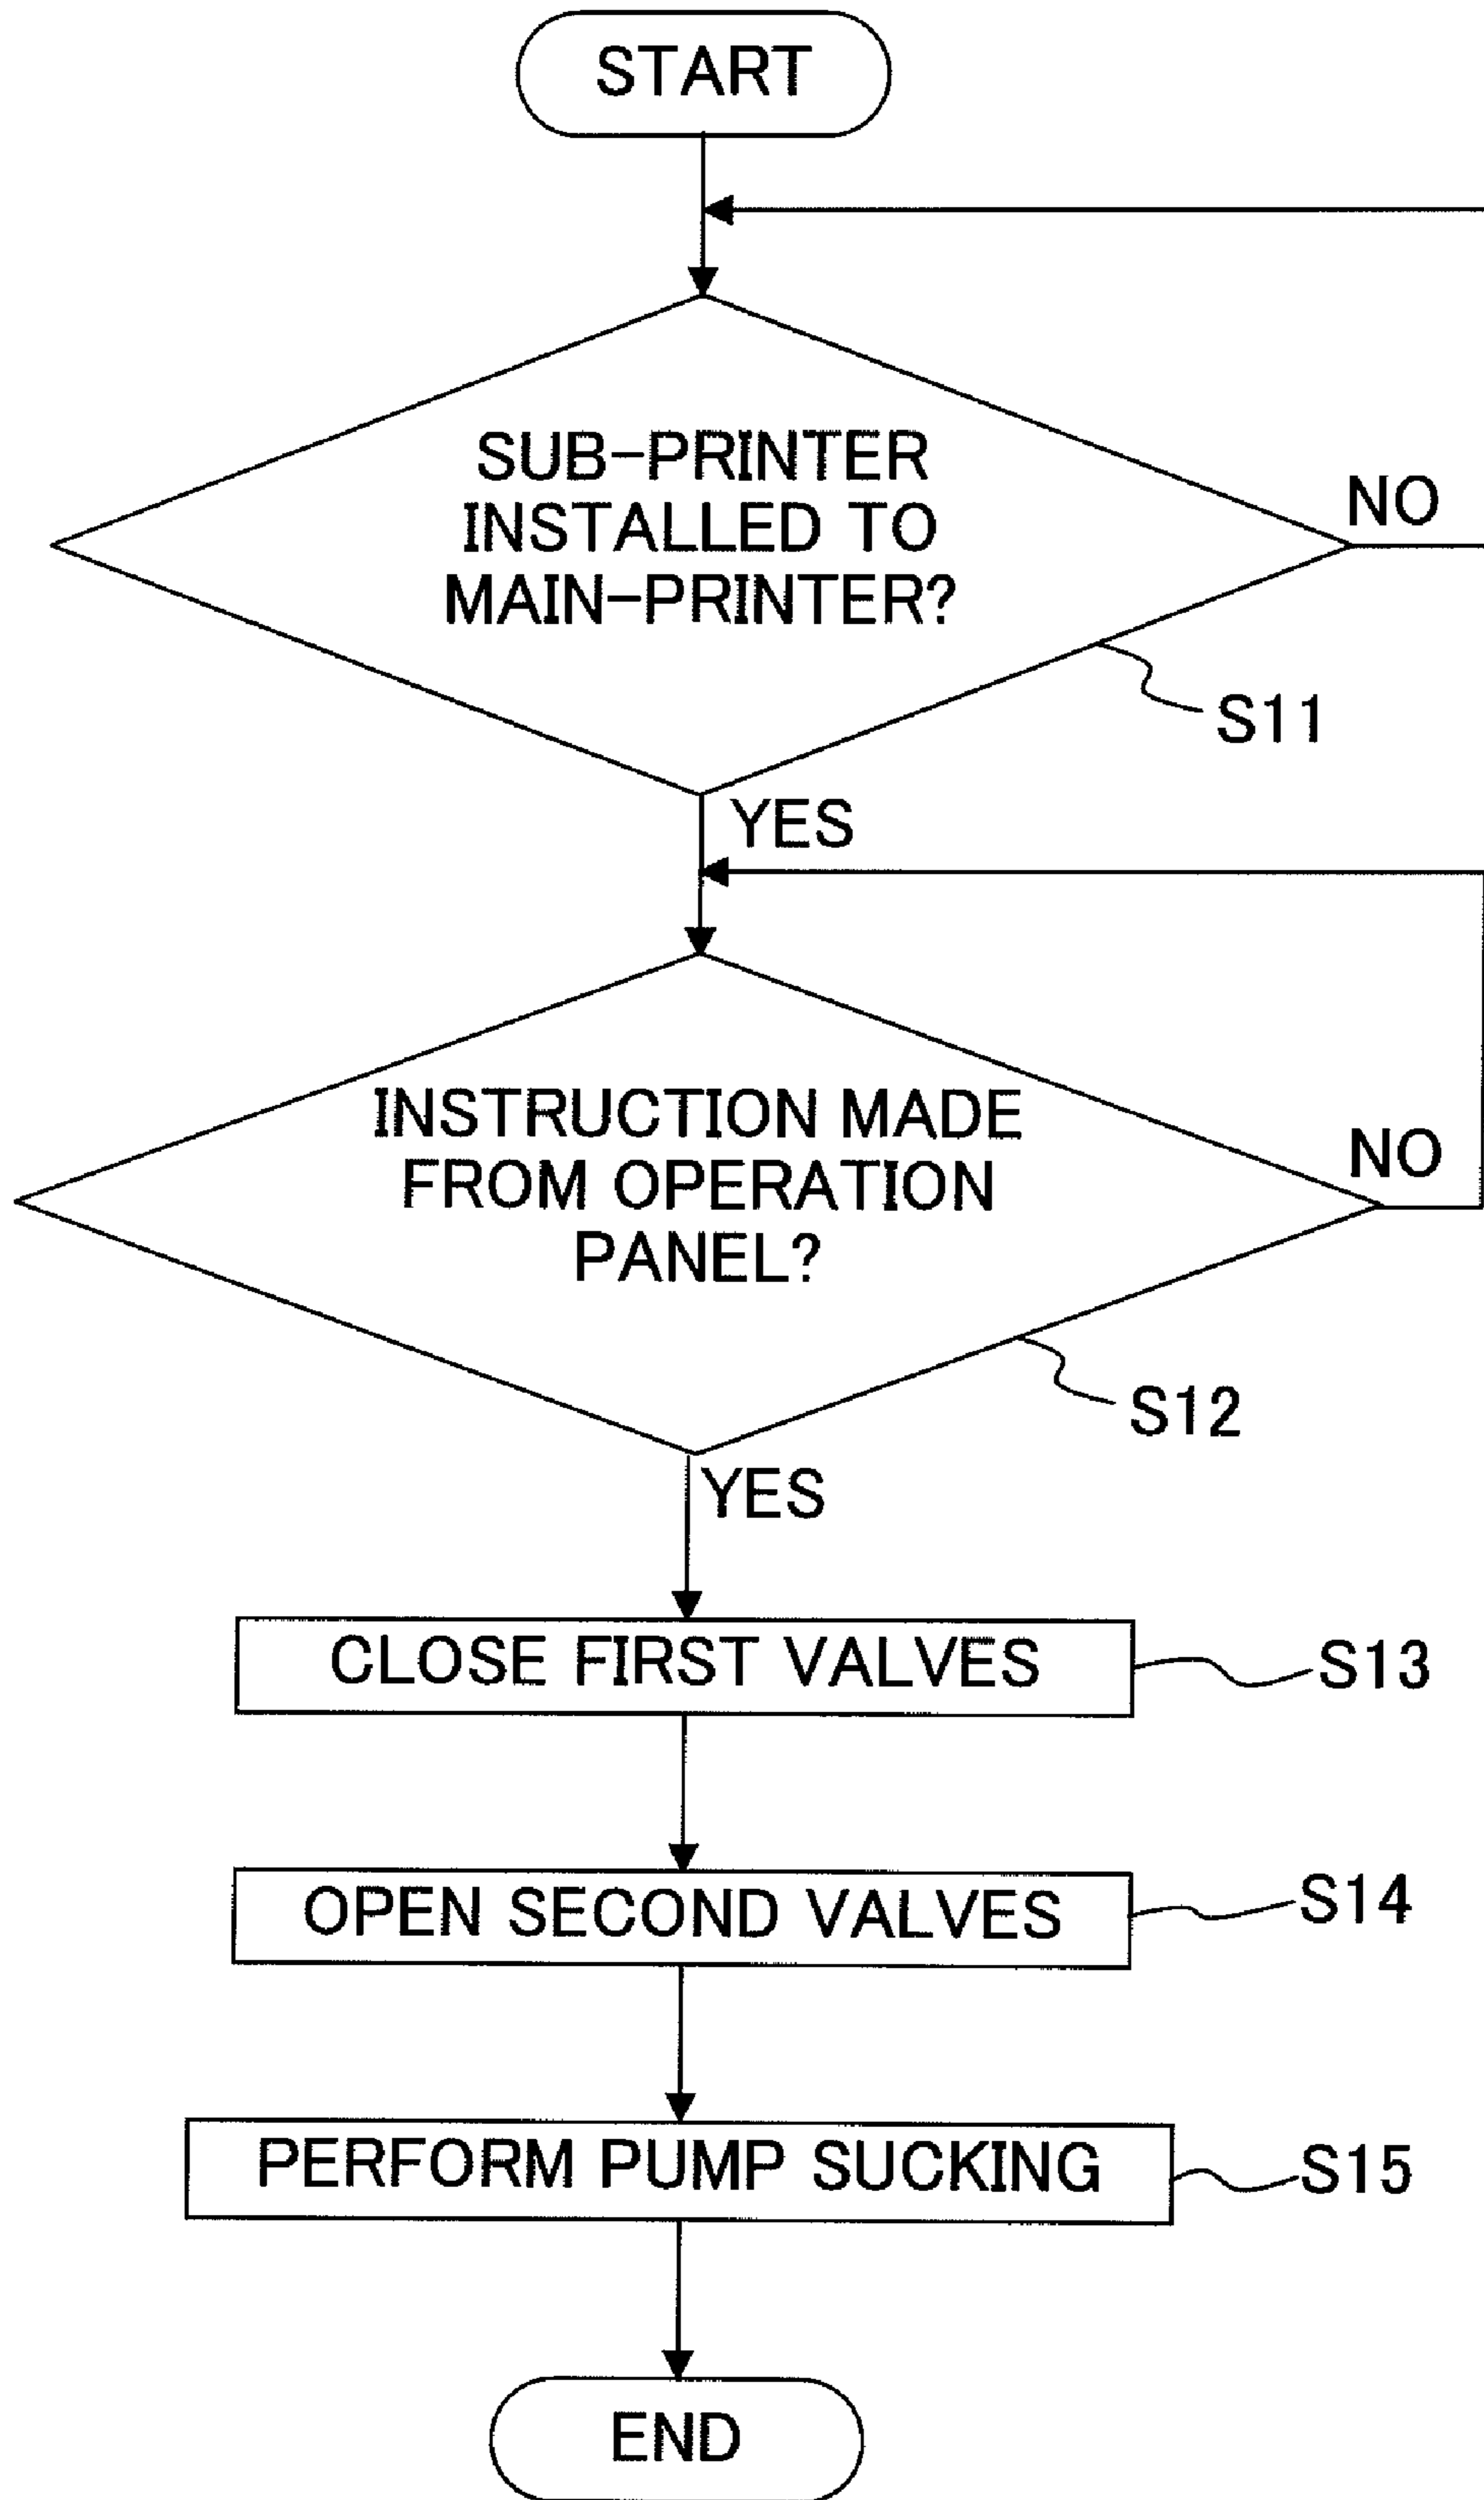 START
SUB-PRINTER
INSTALLED TO
MAIN-PRINTER?
NO
S11
YES
INSTRUCTION MADE
FROM OPERATION
PANEL?
NO
S12
YES
CLOSE FIRST VALVES
S13
OPEN SECOND VALVES
S14
PERFORM PUMP SUCKING
S15
END